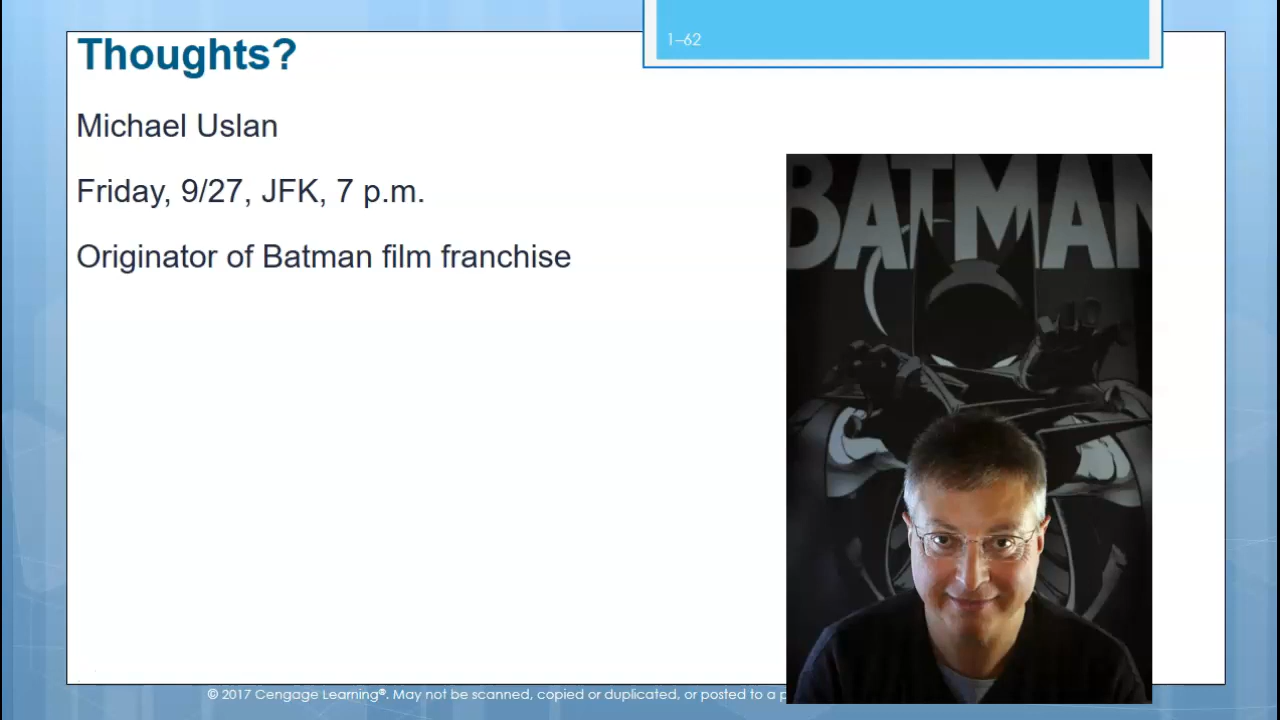 1–62
Thoughts?
Michael Uslan
Friday, 9/27, JFK, 7 p.m.
Originator of Batman film franchise
BATMAN
© 2017 Cengage Learning®. May not be scanned, copied or duplicated, or posted to a p